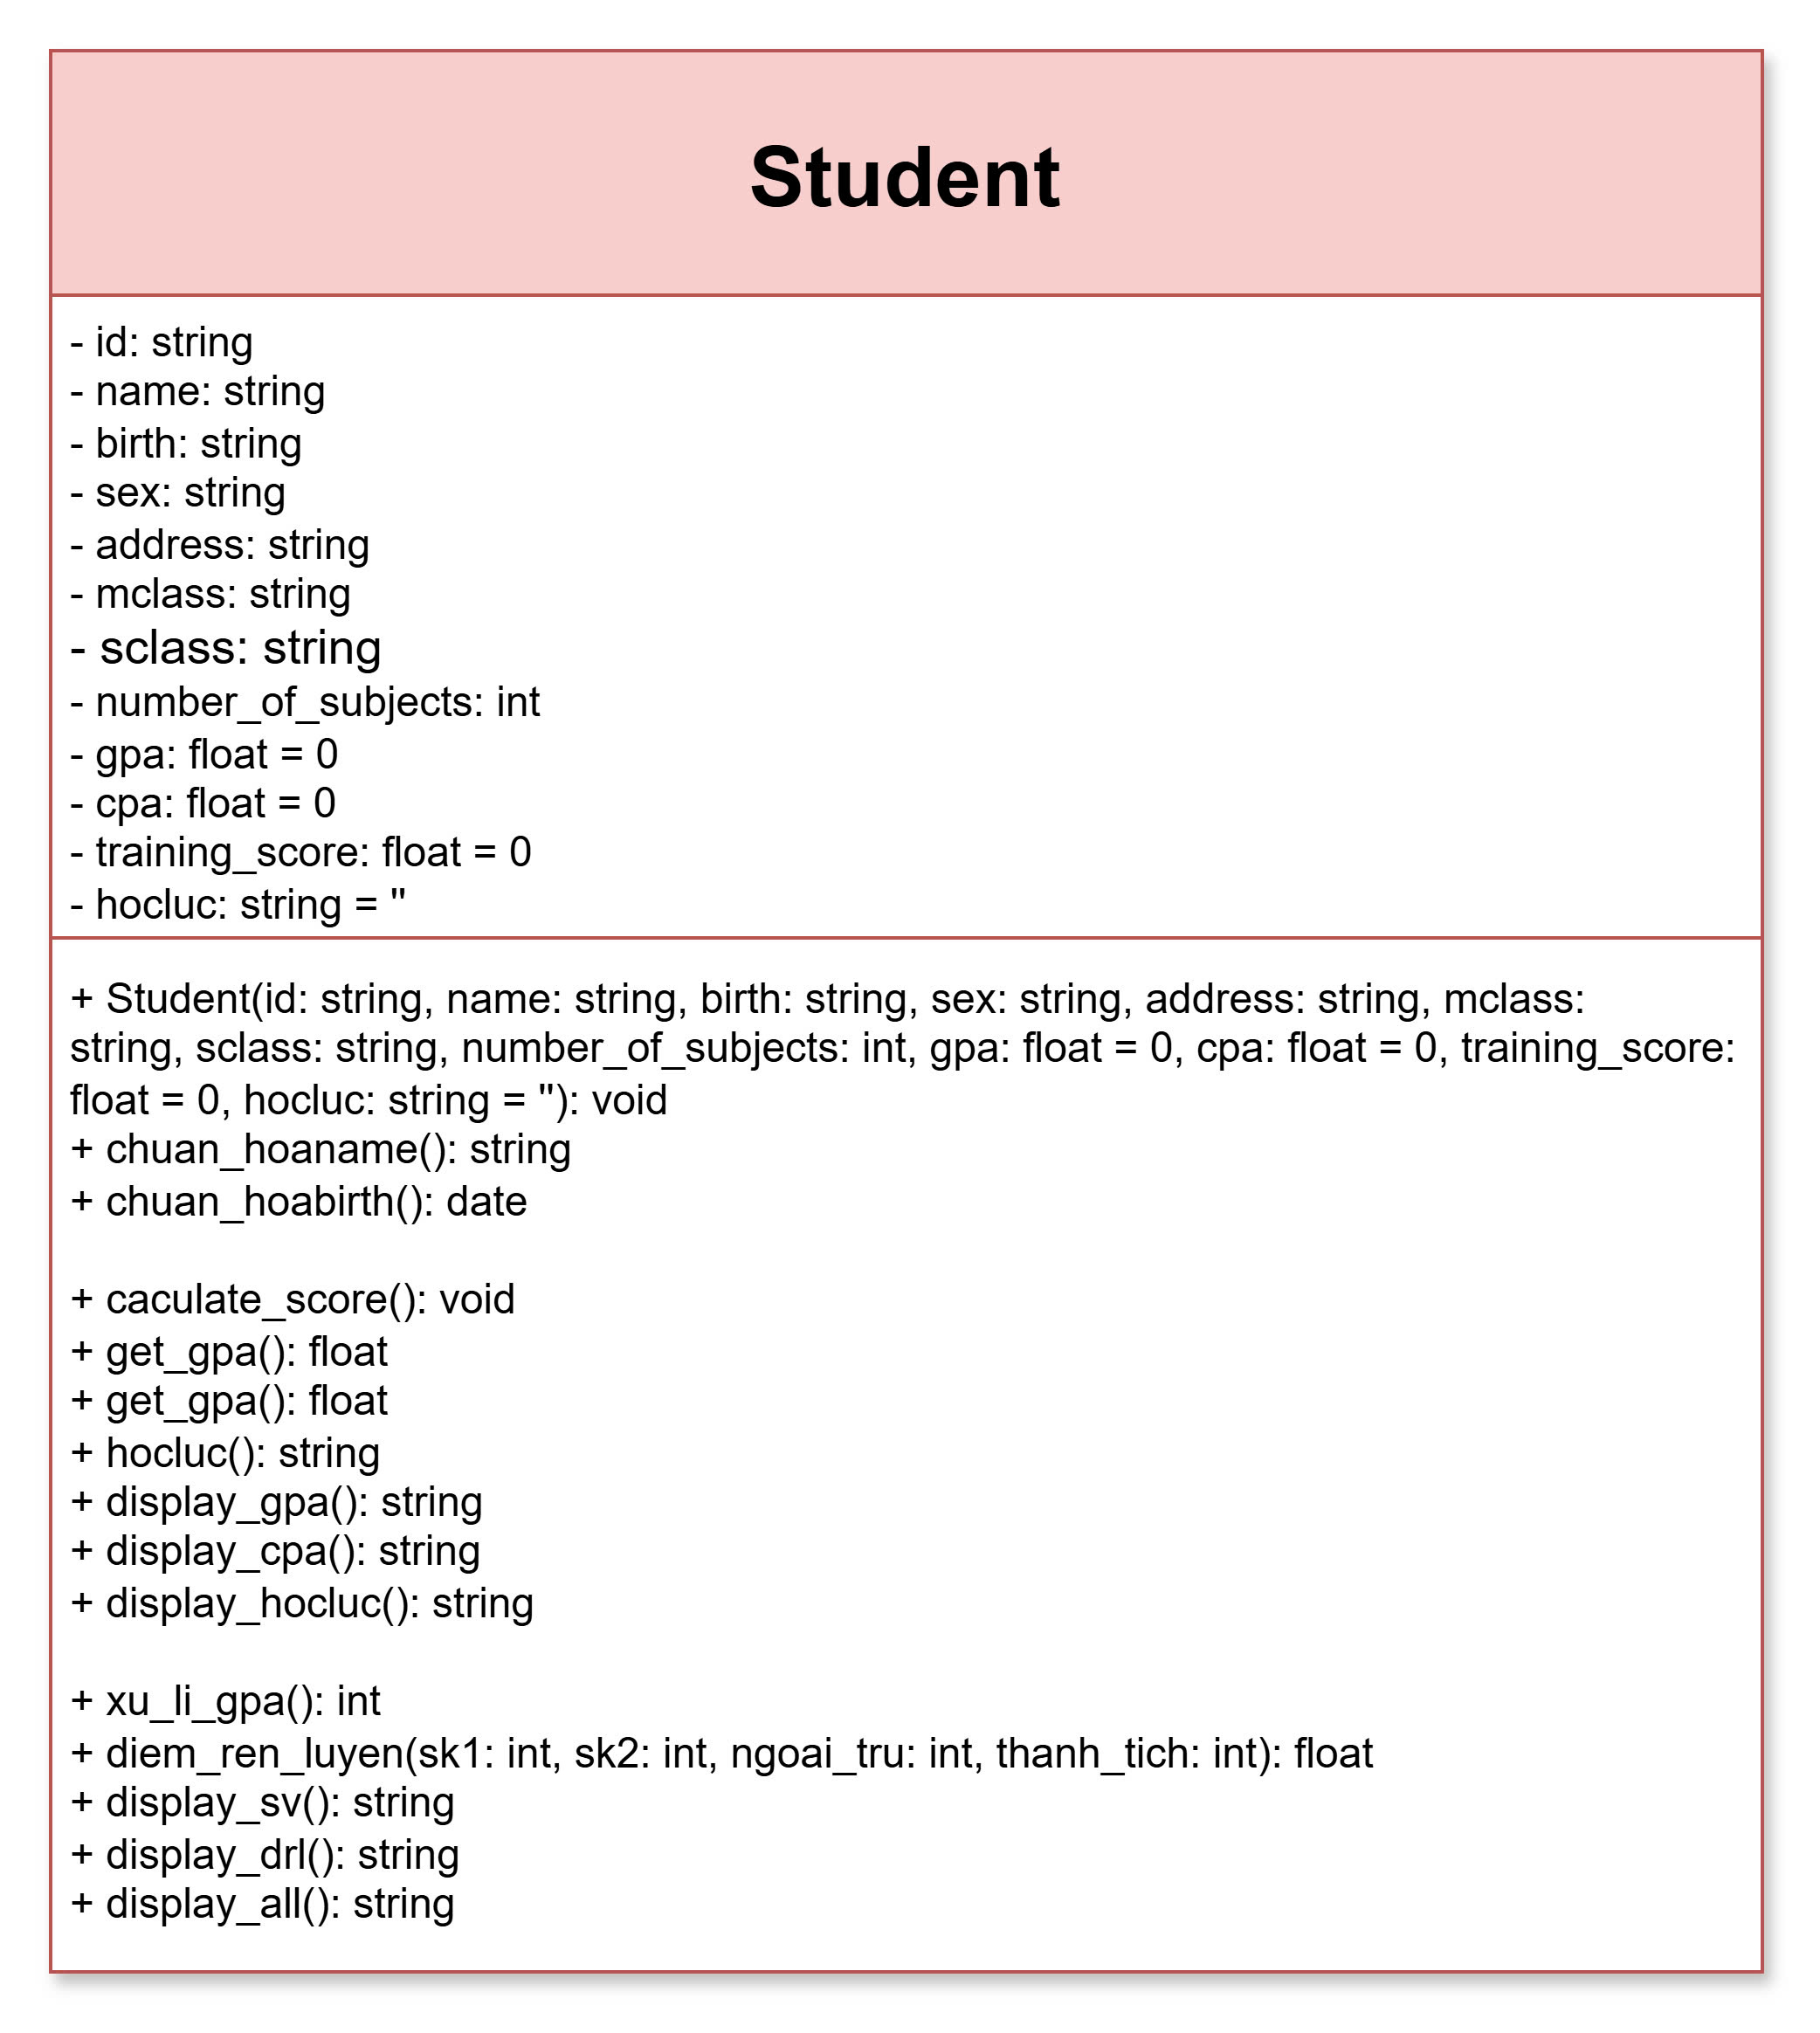 Student
- id: string
- name: string
- birth: string
- sex: string
- address: string
- mclass: string
- sclass: string
- number_of_subjects: int
- gpa: float = 0
- cpa: float = 0
- training_score: float = 0
- hocluc: string = ''
+ Student(id: string, name: string, birth: string, sex: string, address: string, mclass:
string, sclass: string, number_of_subjects: int, gpa: float = 0, cpa: float = 0, training_score:
float = 0, hocluc: string = ''): void
+ chuan_hoaname(): string
+ chuan_hoabirth(): date
+ caculate_score(): void
+ get_gpa(): float
+ get_gpa(): float
+ hocluc(): string
+ display_gpa(): string
+ display_cpa(): string
+ display_hocluc(): string
+ xu_li_gpa(): int
+ diem_ren_luyen(sk1: int, sk2: int, ngoai_tru: int, thanh_tich: int): float
+ display_sv(): string
+ display_drl(): string
+ display_all(): string